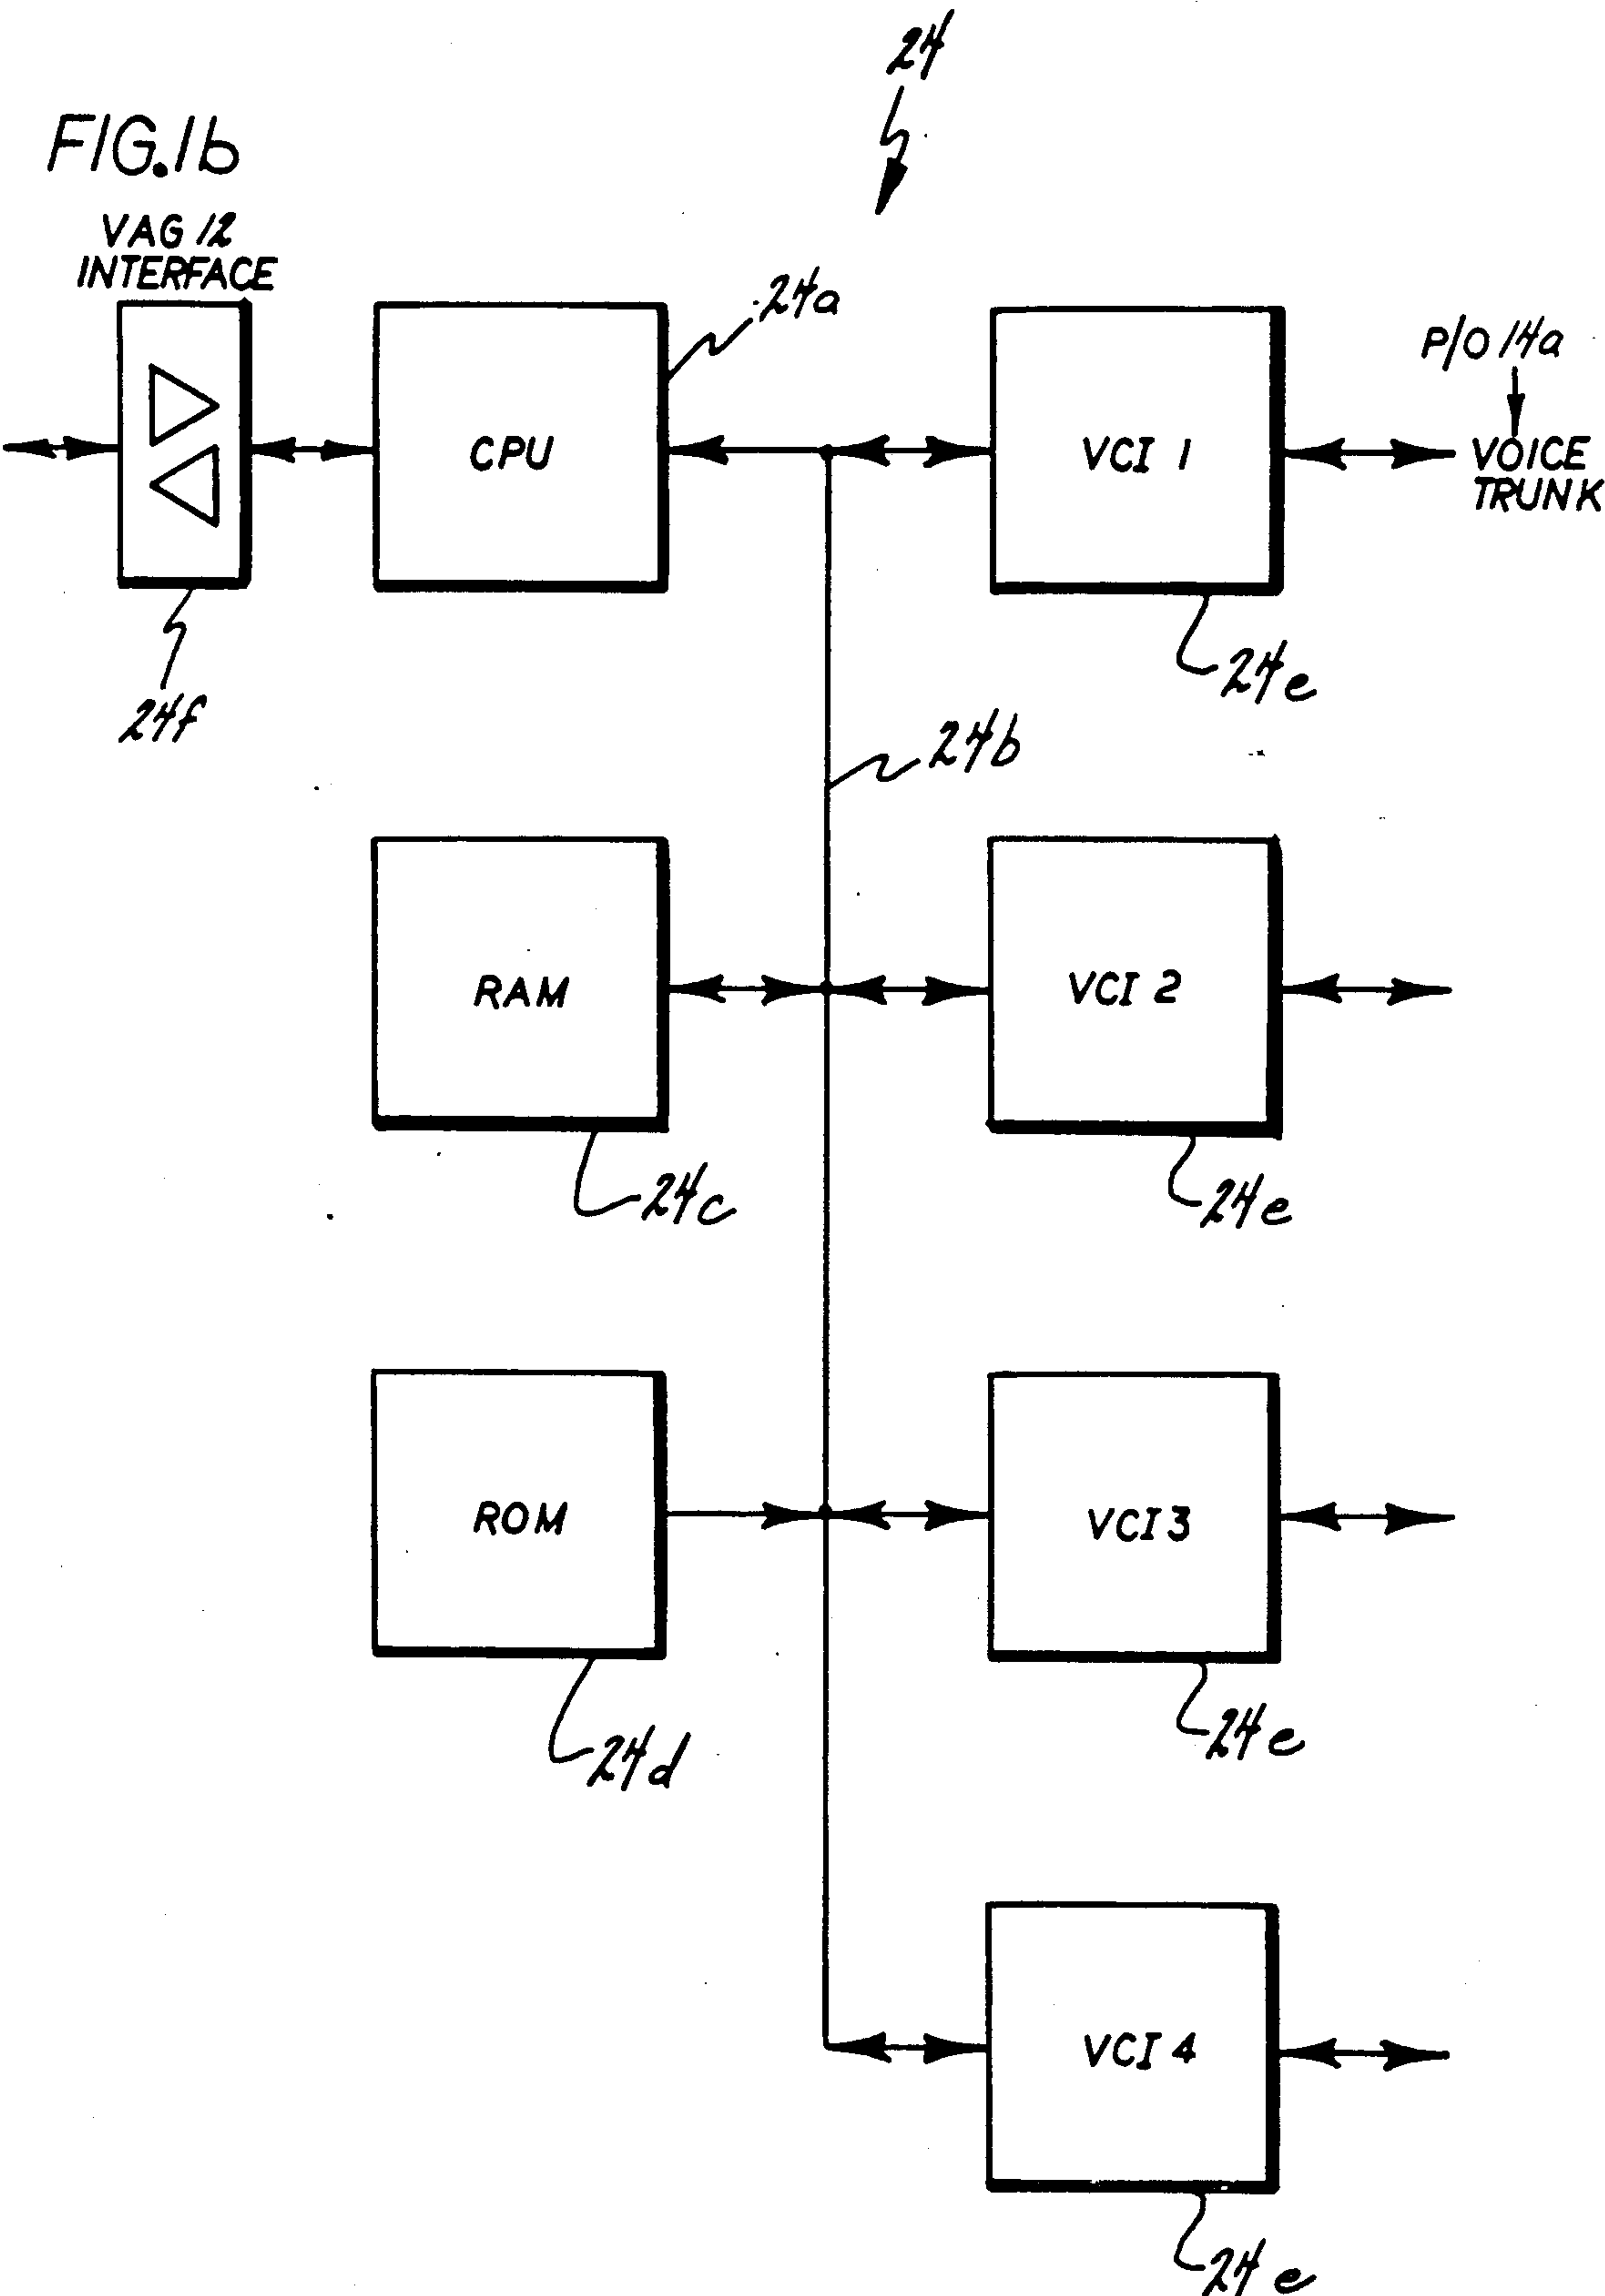 24
FIG.1b
VAG 12
INTERFACE
24a
P/O 14a
CPU
VCI 1
VOICE
TRUNK
24e
24f
24b
RAM
VCI 2
24c
24e
ROM
VCI 3
24e
24d
VCI 4
24e